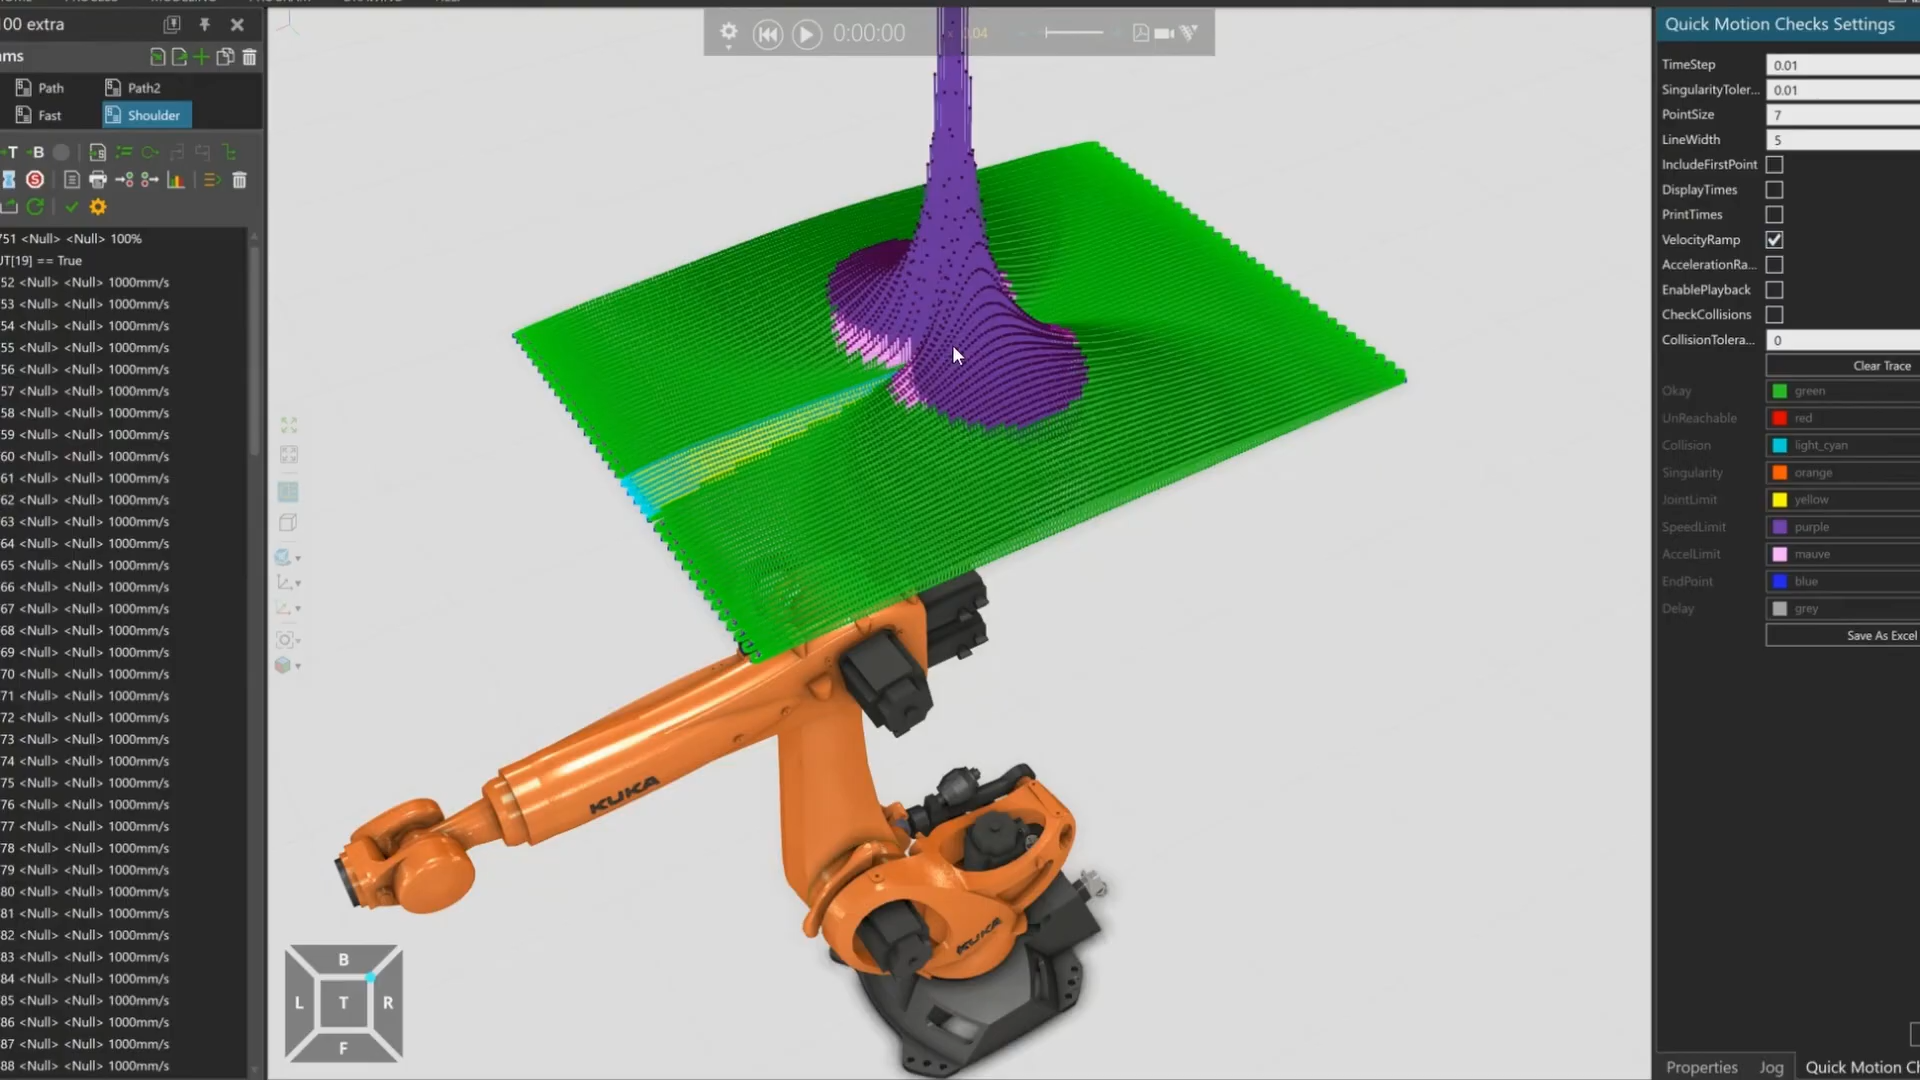 00 extra
ms
Path
Path2
Fast
Shoulder
T
B
751 <Null> <Null> 100%
UT[19] == True
52 <Null> <Null> 1000mm/s
53 <Null> <Null> 1000mm/s
54 <Null> <Null> 1000mm/s
55 <Null> <Null> 1000mm/s
56 <Null> <Null> 1000mm/s
57 <Null> <Null> 1000mm/s
58 <Null> <Null> 1000mm/s
59 <Null> <Null> 1000mm/s
60 <Null> <Null> 1000mm/s
61 <Null> <Null> 1000mm/s
62 <Null> <Null> 1000mm/s
63 <Null> <Null> 1000mm/s
64 <Null> <Null> 1000mm/s
65 <Null> <Null> 1000mm/s
66 <Null> <Null> 1000mm/s
67 <Null> <Null> 1000mm/s
68 <Null> <Null> 1000mm/s
69 <Null> <Null> 1000mm/s
70 <Null> <Null> 1000mm/s
71 <Null> <Null> 1000mm/s
72 <Null> <Null> 1000mm/s
73 <Null> <Null> 1000mm/s
74 <Null> <Null> 1000mm/s
75 <Null> <Null> 1000mm/s
76 <Null> <Null> 1000mm/s
77 <Null> <Null> 1000mm/s
78 <Null> <Null> 1000mm/s
79 <Null> <Null> 1000mm/s
80 <Null> <Null> 1000mm/s
81 <Null> <Null> 1000mm/s
82 <Null> <Null> 1000mm/s
83 <Null> <Null> 1000mm/s
84 <Null> <Null> 1000mm/s
85 <Null> <Null> 1000mm/s
86 <Null> <Null> 1000mm/s
87 <Null> <Null> 1000mm/s
88 <Null> <Null> 1000mm/s
0:00:00
.04
KUKA
KUKA
B
L T R
F
Quick Motion Checks Settings
TimeStep 0.01
SingularityToler... 0.01
PointSize 7
LineWidth 5
IncludeFirstPoint
DisplayTimes
PrintTimes
VelocityRamp
AccelerationRa...
EnablePlayback
CheckCollisions
CollisionTolera... 0
Clear Trace
Okay green
UnReachable red
Collision light_cyan
Singularity orange
JointLimit yellow
SpeedLimit purple
AccelLimit mauve
EndPoint blue
Delay grey
Save As Excel
Properties Jog Quick Motion Ch